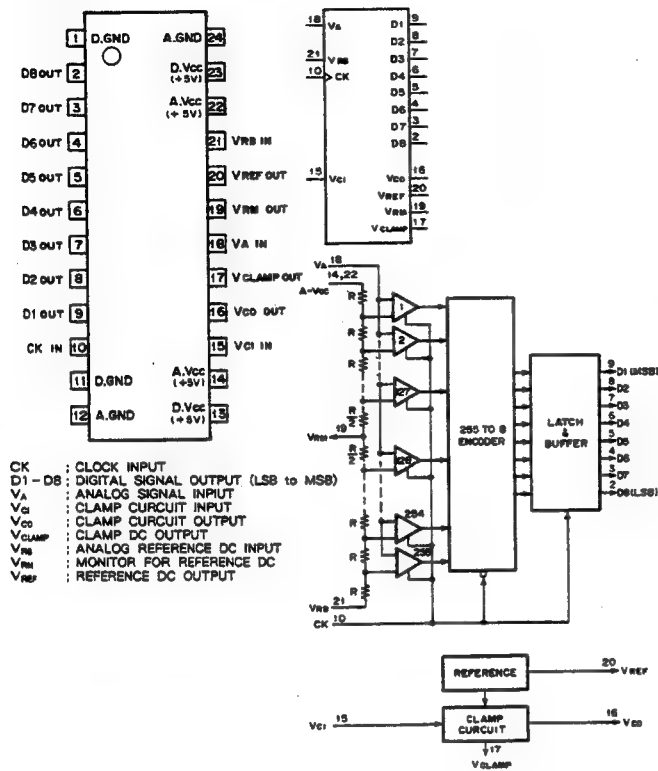 1 D.GND A.GND 24
D8 OUT 2 D.Vcc (+5V) 23
D7 OUT 3 A.Vcc (+5V) 22
D6 OUT 4 21 VRB IN
D5 OUT 5 20 VREF OUT
D4 OUT 6 19 VRM OUT
D3 OUT 7 18 VA IN
D2 OUT 8 17 VCLAMP OUT
D1 OUT 9 16 VCO OUT
CK IN 10 15 VCI IN
11 D.GND A.Vcc (+5V) 14
12 A.GND D.Vcc (+5V) 13
CK : CLOCK INPUT
D1-D8 : DIGITAL SIGNAL OUTPUT (LSB to MSB)
VA : ANALOG SIGNAL INPUT
VCI : CLAMP CURCUIT INPUT
VCO : CLAMP CURCUIT OUTPUT
VCLAMP : CLAMP DC OUTPUT
VRB : ANALOG REFERENCE DC INPUT
VRM : MONITOR FOR REFERENCE DC
VREF : REFERENCE DC OUTPUT
18 VA D1 9
D2 8
21 VRB D3 7
10 CK D4 6
D5 5
D6 4
D7 3
D8 2
15 VCI VCO 16
VREF 20
VRM 19
VCLAMP 17
VA 18
14,22
A-Vcc
R
1
R
2
R
127
R/2
VRM 19
R/2
128
R
254
R
255
R
VRB 21
CK 10
255 TO 8
ENCODER
LATCH
&
BUFFER
9 D1 (MSB)
8 D2
7 D3
6 D4
5 D5
4 D6
3 D7
2 D8 (LSB)
REFERENCE 20 VREF
VCI 15 CLAMP CURCUIT 16 VCO
17
VCLAMP